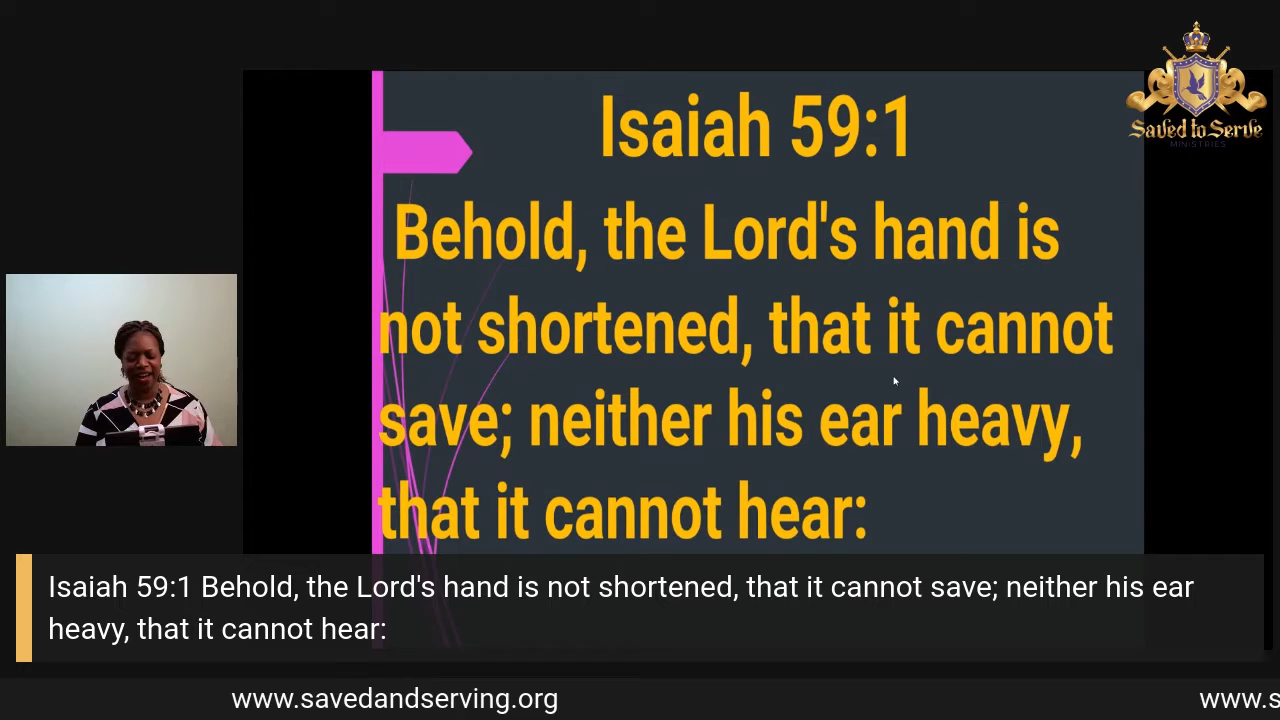 Saved to Serve
MINISTRIES
Isaiah 59:1
Behold, the Lord's hand is
not shortened, that it cannot
save; neither his ear heavy,
that it cannot hear:
Isaiah 59:1 Behold, the Lord's hand is not shortened, that it cannot save; neither his ear
heavy, that it cannot hear:
www.savedandserving.org
www.s